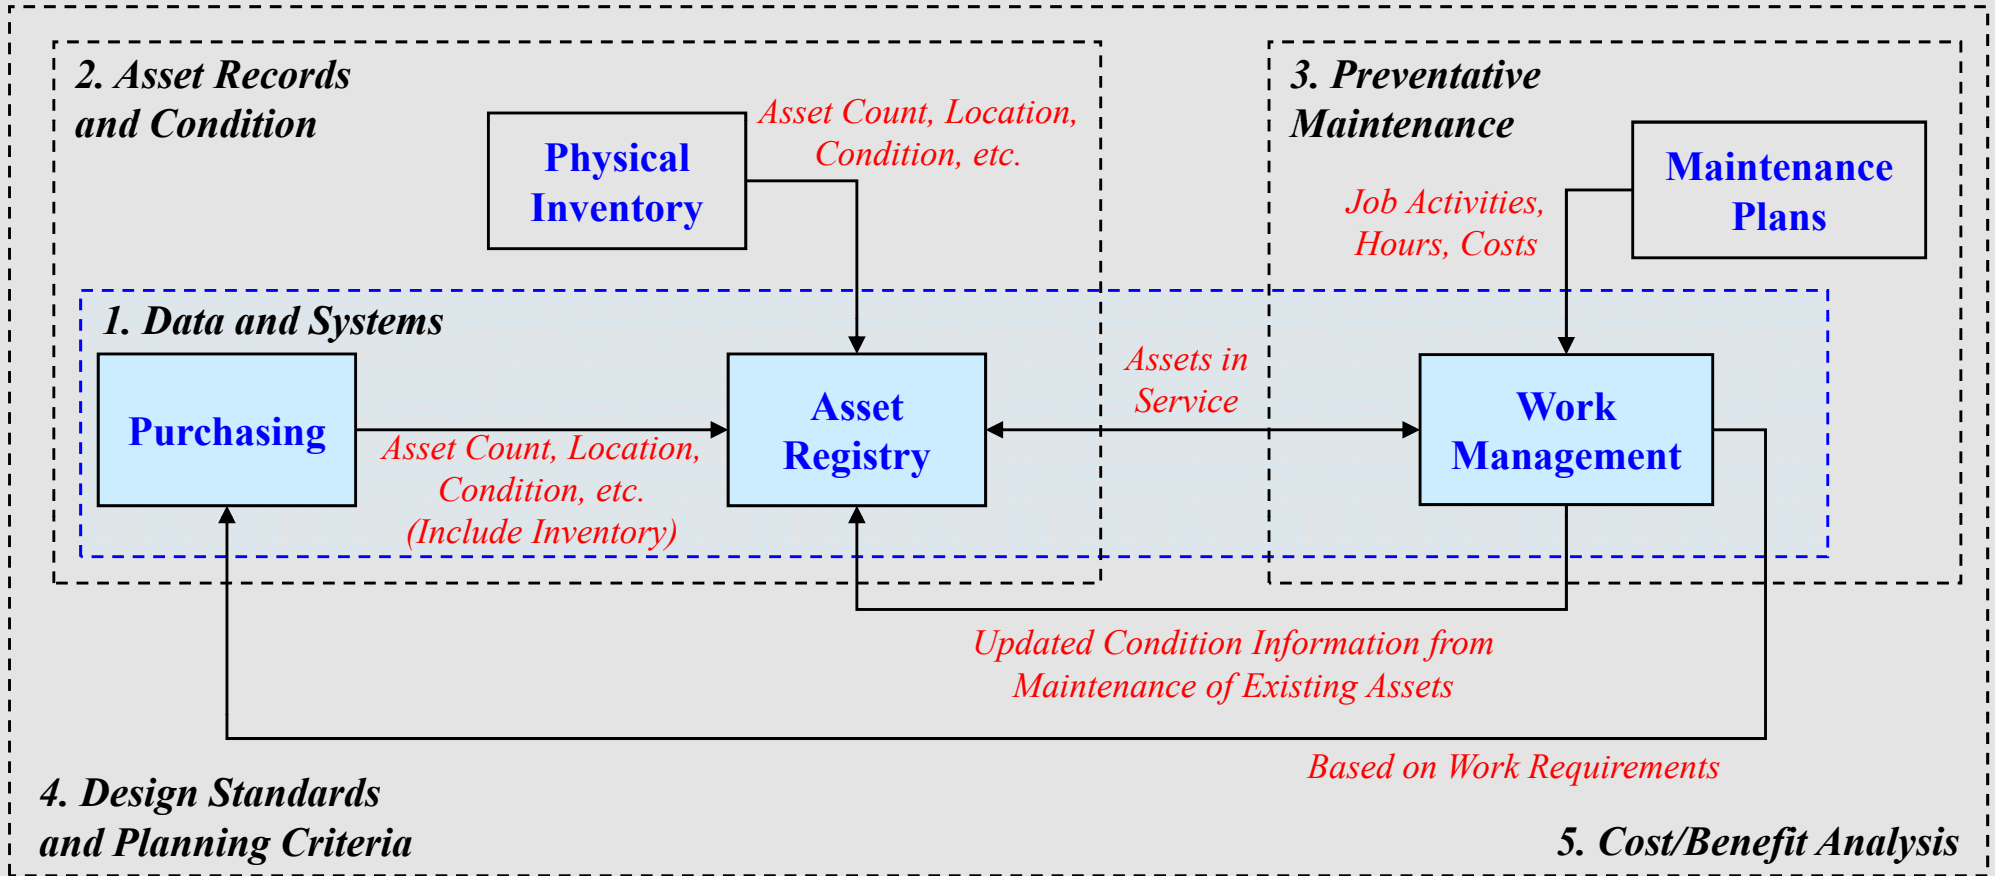 2. Asset Records
and Condition
Physical
Inventory
Asset Count, Location,
Condition, etc.
3. Preventative
Maintenance
Maintenance
Plans
Job Activities,
Hours, Costs
1. Data and Systems
Purchasing
Asset Count, Location,
Condition, etc.
(Include Inventory)
Asset
Registry
Assets in
Service
Work
Management
Updated Condition Information from
Maintenance of Existing Assets
Based on Work Requirements
4. Design Standards
and Planning Criteria
5. Cost/Benefit Analysis